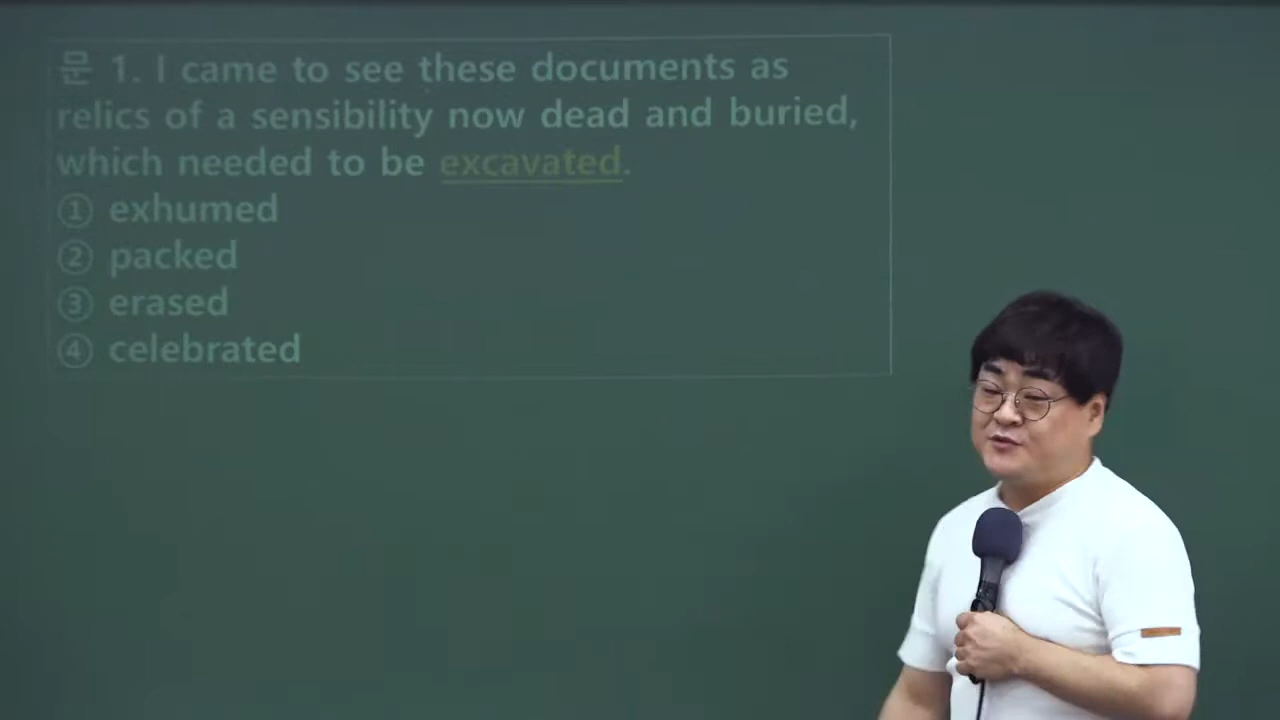 문 1. I came to see these documents as
relics of a sensibility now dead and buried,
which needed to be excavated.
① exhumed
② packed
③ erased
④ celebrated